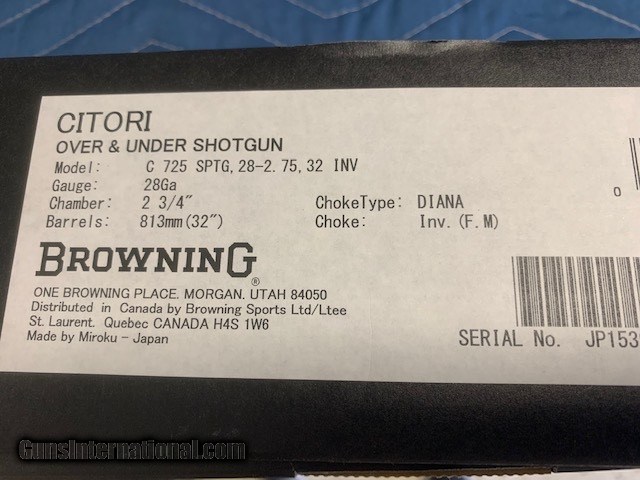 CITORI
OVER & UNDER SHOTGUN
Model: C 725 SPTG,28-2.75,32 INV
Gauge: 28Ga
Chamber: 2 3/4" ChokeType: DIANA
Barrels: 813mm(32") Choke: Inv.(F.M)
BROWNING®
ONE BROWNING PLACE. MORGAN. UTAH 84050
Distributed in Canada by Browning Sports Ltd/Ltee
St. Laurent. Quebec CANADA H4S 1W6
Made by Miroku - Japan
0
SERIAL No. JP153
GunsInternational.com